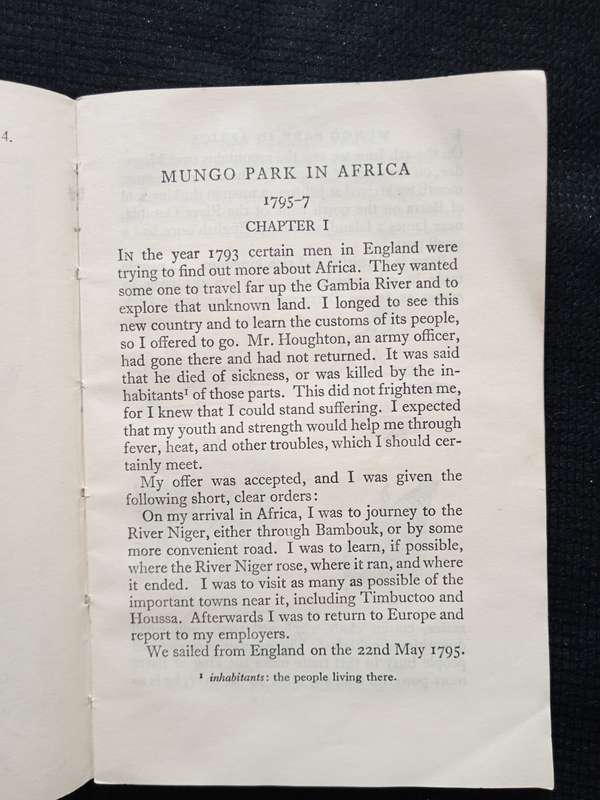 4.
MUNGO PARK IN AFRICA
1795-7
CHAPTER I
IN the year 1793 certain men in England were
trying to find out more about Africa. They wanted
some one to travel far up the Gambia River and to
explore that unknown land. I longed to see this
new country and to learn the customs of its people,
so I offered to go. Mr. Houghton, an army officer,
had gone there and had not returned. It was said
that he died of sickness, or was killed by the in-
habitants¹ of those parts. This did not frighten me,
for I knew that I could stand suffering. I expected
that my youth and strength would help me through
fever, heat, and other troubles, which I should cer-
tainly meet.
My offer was accepted, and I was given the
following short, clear orders:
On my arrival in Africa, I was to journey to the
River Niger, either through Bambouk, or by some
more convenient road. I was to learn, if possible,
where the River Niger rose, where it ran, and where
it ended. I was to visit as many as possible of the
important towns near it, including Timbuctoo and
Houssa. Afterwards I was to return to Europe and
report to my employers.
We sailed from England on the 22nd May 1795.
¹ inhabitants: the people living there.